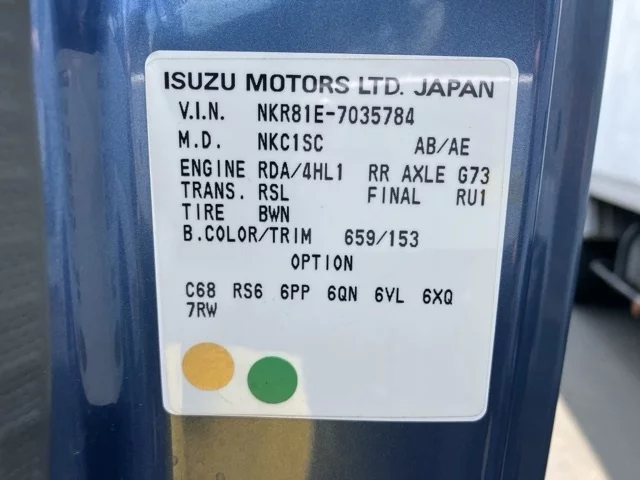 ISUZU MOTORS LTD. JAPAN
V.I.N. NKR81E-7035784
M.D. NKC1SC AB/AE
ENGINE RDA/4HL1 RR AXLE G73
TRANS. RSL FINAL RU1
TIRE BWN
B.COLOR/TRIM 659/153
OPTION
C68 RS6 6PP 6QN 6VL 6XQ
7RW